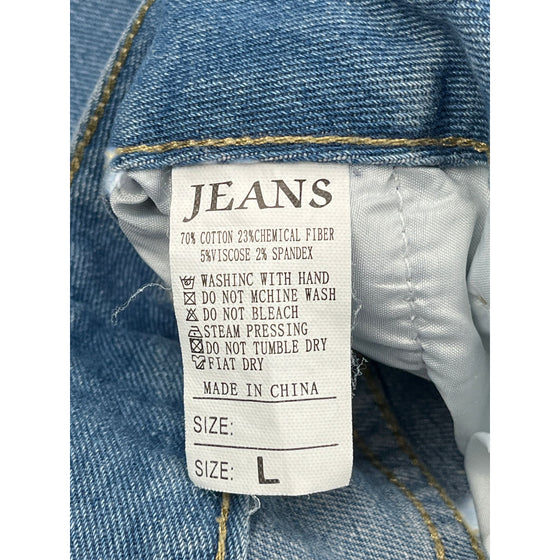 JEANS
70% COTTON 23%CHEMICAL FIBER
5%VISCOSE 2% SPANDEX
WASHINC WITH HAND
DO NOT MCHINE WASH
DO NOT BLEACH
STEAM PRESSING
DO NOT TUMBLE DRY
FIAT DRY
MADE IN CHINA
SIZE:
SIZE: L